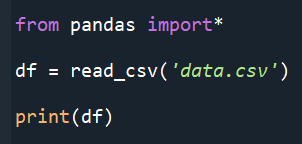 from pandas import*
df = read_csv('data.csv')
print(df)